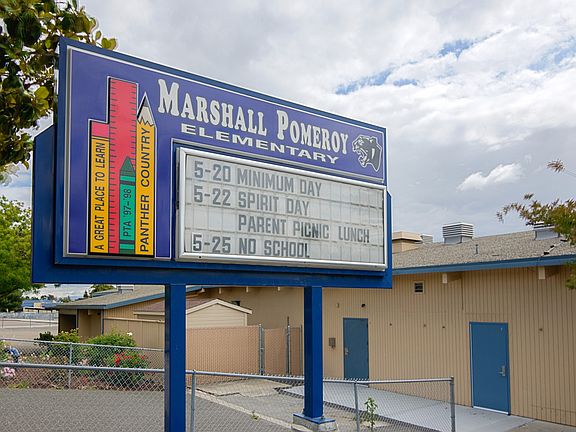 MARSHALL POMEROY
ELEMENTARY
A GREAT PLACE TO LEARN
PTA '97-98
PANTHER COUNTRY
5-20 MINIMUM DAY
5-22 SPIRIT DAY
PARENT PICNIC LUNCH
5-25 NO SCHOOL